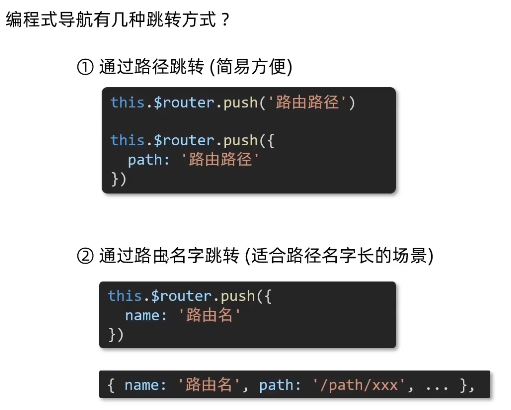 编程式导航有几种跳转方式？
① 通过路径跳转 (简易方便)
this.$router.push('路由路径')
this.$router.push({
path: '路由路径'
})
② 通过路由名字跳转 (适合路径名字长的场景)
this.$router.push({
name: '路由名'
})
{ name: '路由名', path: '/path/xxx', ... },